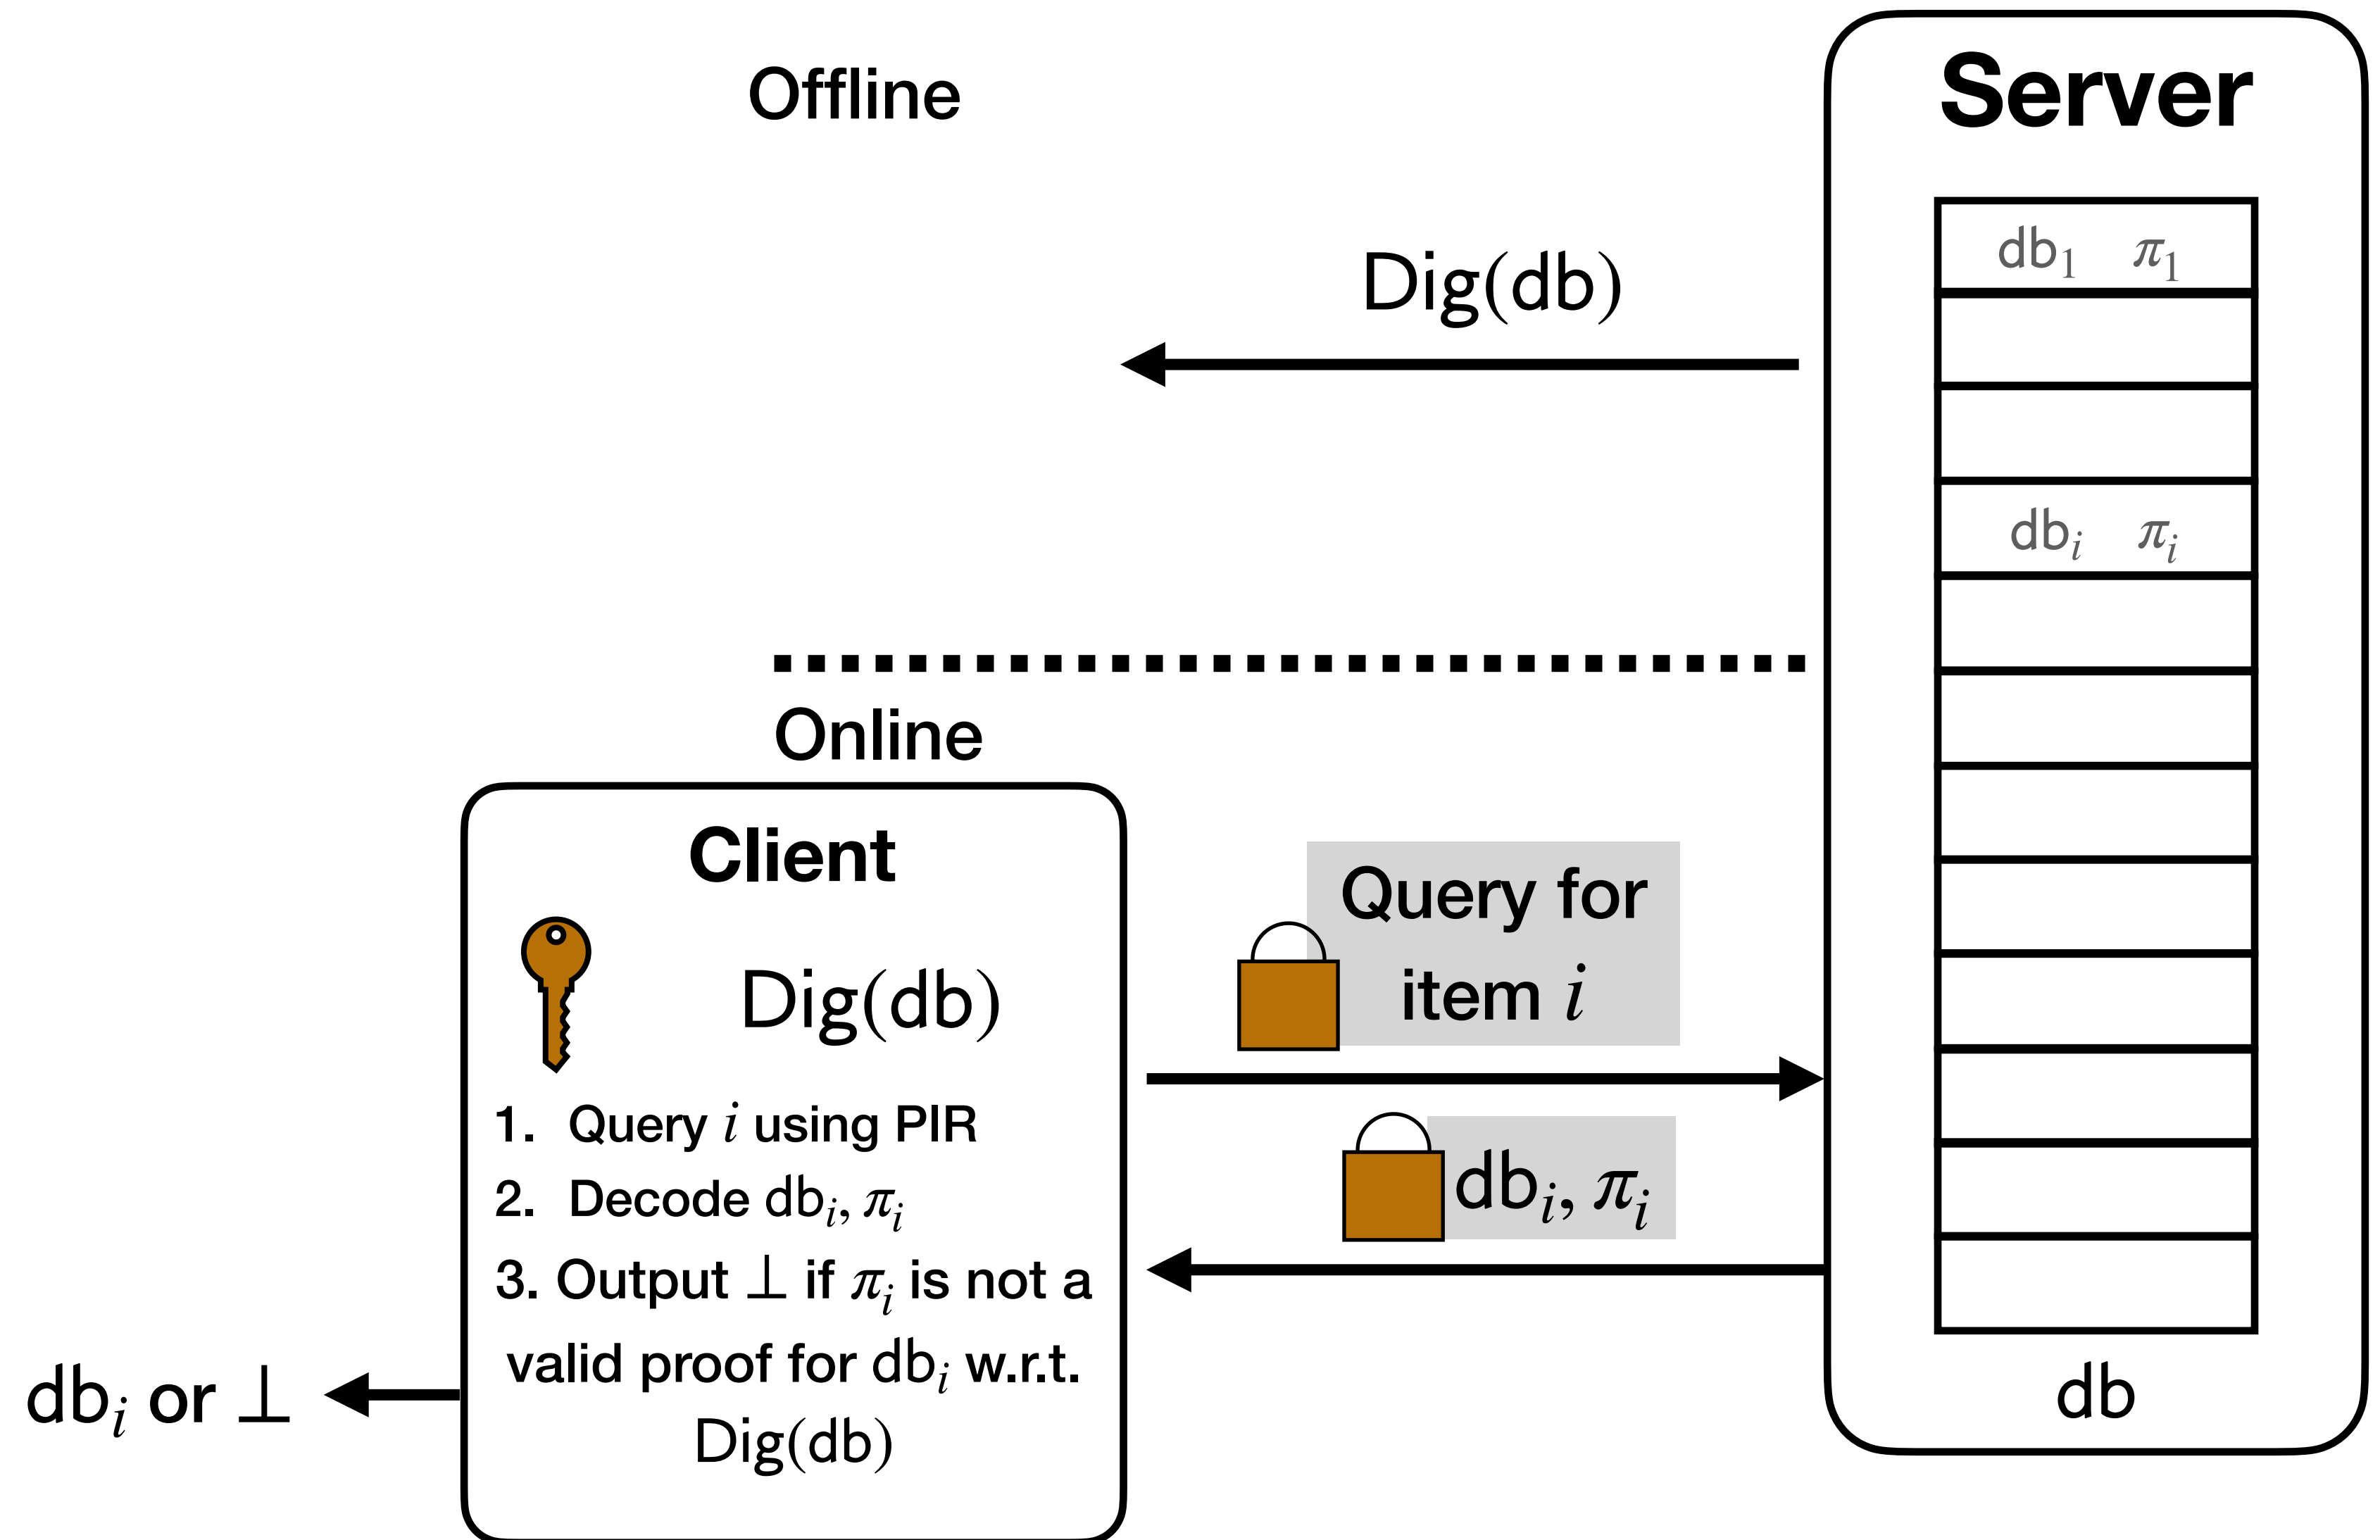 Offline
Server
Dig(db)
db₁ π₁
dbᵢ πᵢ
Online
Client
Dig(db)
1. Query i using PIR
2. Decode dbᵢ, πᵢ
3. Output ⊥ if πᵢ is not a
valid proof for dbᵢ w.r.t.
Dig(db)
Query for
item i
dbᵢ, πᵢ
dbᵢ or ⊥
db